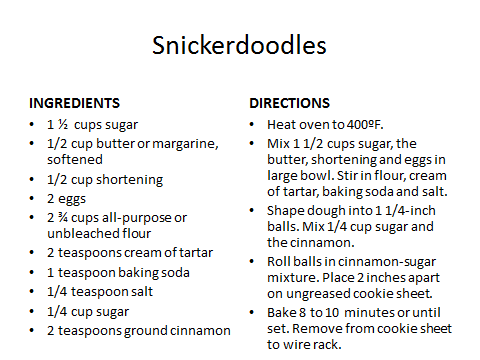 Snickerdoodles
INGREDIENTS
• 1 ½ cups sugar
• 1/2 cup butter or margarine,
softened
• 1/2 cup shortening
• 2 eggs
• 2 ¾ cups all-purpose or
unbleached flour
• 2 teaspoons cream of tartar
• 1 teaspoon baking soda
• 1/4 teaspoon salt
• 1/4 cup sugar
• 2 teaspoons ground cinnamon
DIRECTIONS
• Heat oven to 400ºF.
• Mix 1 1/2 cups sugar, the
butter, shortening and eggs in
large bowl. Stir in flour, cream
of tartar, baking soda and salt.
• Shape dough into 1 1/4-inch
balls. Mix 1/4 cup sugar and
the cinnamon.
• Roll balls in cinnamon-sugar
mixture. Place 2 inches apart
on ungreased cookie sheet.
• Bake 8 to 10 minutes or until
set. Remove from cookie sheet
to wire rack.